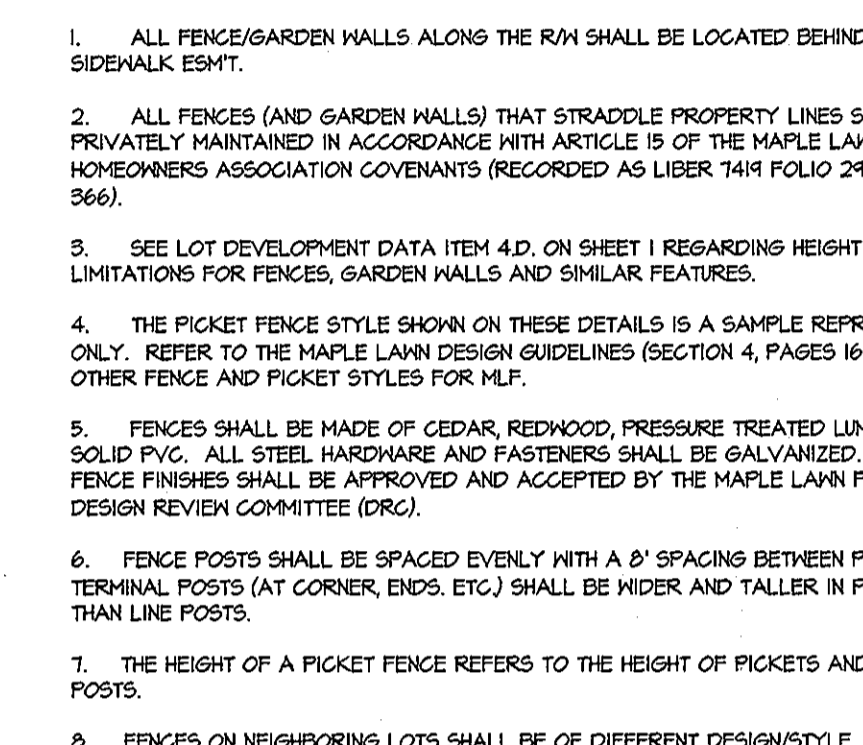 1. ALL FENCE/GARDEN WALLS ALONG THE R/W SHALL BE LOCATED BEHIND
SIDEWALK ESM'T.
2. ALL FENCES (AND GARDEN WALLS) THAT STRADDLE PROPERTY LINES S
PRIVATELY MAINTAINED IN ACCORDANCE WITH ARTICLE 15 OF THE MAPLE LAW
HOMEOWNERS ASSOCIATION COVENANTS (RECORDED AS LIBER 7419 FOLIO 29
366).
3. SEE LOT DEVELOPMENT DATA ITEM 4.D. ON SHEET 1 REGARDING HEIGHT
LIMITATIONS FOR FENCES, GARDEN WALLS AND SIMILAR FEATURES.
4. THE PICKET FENCE STYLE SHOWN ON THESE DETAILS IS A SAMPLE REPR
ONLY. REFER TO THE MAPLE LAWN DESIGN GUIDELINES (SECTION 4, PAGES 16
OTHER FENCE AND PICKET STYLES FOR MLF.
5. FENCES SHALL BE MADE OF CEDAR, REDWOOD, PRESSURE TREATED LUM
SOLID PVC. ALL STEEL HARDWARE AND FASTENERS SHALL BE GALVANIZED.
FENCE FINISHES SHALL BE APPROVED AND ACCEPTED BY THE MAPLE LAWN F
DESIGN REVIEW COMMITTEE (DRC).
6. FENCE POSTS SHALL BE SPACED EVENLY WITH A 8' SPACING BETWEEN P
TERMINAL POSTS (AT CORNER, ENDS. ETC.) SHALL BE WIDER AND TALLER IN P
THAN LINE POSTS.
7. THE HEIGHT OF A PICKET FENCE REFERS TO THE HEIGHT OF PICKETS AND
POSTS.
8. FENCES ON NEIGHBORING LOTS SHALL BE OF DIFFERENT DESIGN/STYLE